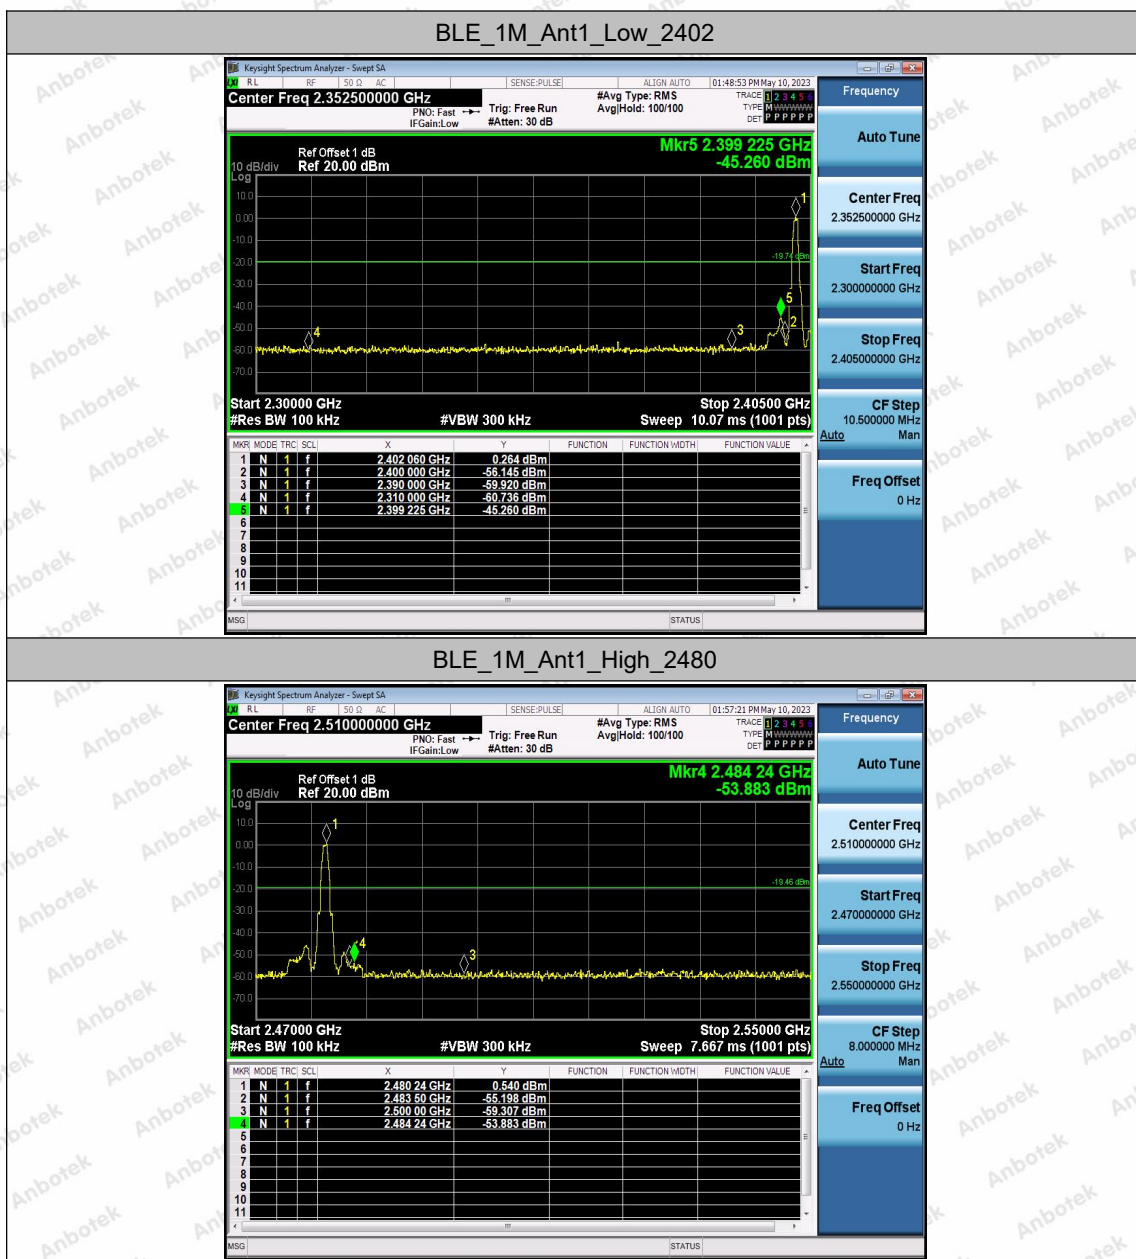 BLE_1M_Ant1_Low_2402
Keysight Spectrum Analyzer - Swept SA
LXI RL RF 50 Ω AC SENSE:PULSE ALIGN AUTO 01:48:53 PM May 10, 2023
Center Freq 2.352500000 GHz #Avg Type: RMS TRACE 1 2 3 4 5 6
PNO: Fast Trig: Free Run Avg|Hold: 100/100 TYPE M WWWWW
IFGain:Low #Atten: 30 dB DET P P P P P P
Frequency
Mkr5 2.399 225 GHz
-45.260 dBm
Ref Offset 1 dB
10 dB/div Ref 20.00 dBm
Log
10.0
0.00
-10.0
-20.0
-30.0
-40.0
-50.0
-60.0
-70.0
-19.74 dBm
1
5
2
3
4
Start 2.30000 GHz Stop 2.40500 GHz
#Res BW 100 kHz #VBW 300 kHz Sweep 10.07 ms (1001 pts)
Auto Tune
Center Freq
2.352500000 GHz
Start Freq
2.300000000 GHz
Stop Freq
2.405000000 GHz
CF Step
10.500000 MHz
Auto Man
Freq Offset
0 Hz
MKR MODE TRC SCL X Y FUNCTION FUNCTION WIDTH FUNCTION VALUE
1 N 1 f 2.402 060 GHz 0.264 dBm
2 N 1 f 2.400 000 GHz -56.145 dBm
3 N 1 f 2.390 000 GHz -59.920 dBm
4 N 1 f 2.310 000 GHz -60.736 dBm
5 N 1 f 2.399 225 GHz -45.260 dBm
6
7
8
9
10
11
MSG STATUS
BLE_1M_Ant1_High_2480
Keysight Spectrum Analyzer - Swept SA
LXI RL RF 50 Ω AC SENSE:PULSE ALIGN AUTO 01:57:21 PM May 10, 2023
Center Freq 2.510000000 GHz #Avg Type: RMS TRACE 1 2 3 4 5 6
PNO: Fast Trig: Free Run Avg|Hold: 100/100 TYPE M WWWWW
IFGain:Low #Atten: 30 dB DET P P P P P P
Frequency
Mkr4 2.484 24 GHz
-53.883 dBm
Ref Offset 1 dB
10 dB/div Ref 20.00 dBm
Log
10.0
0.00
-10.0
-20.0
-30.0
-40.0
-50.0
-60.0
-70.0
-19.46 dBm
1
4
3
Start 2.47000 GHz Stop 2.55000 GHz
#Res BW 100 kHz #VBW 300 kHz Sweep 7.667 ms (1001 pts)
Auto Tune
Center Freq
2.510000000 GHz
Start Freq
2.470000000 GHz
Stop Freq
2.550000000 GHz
CF Step
8.000000 MHz
Auto Man
Freq Offset
0 Hz
MKR MODE TRC SCL X Y FUNCTION FUNCTION WIDTH FUNCTION VALUE
1 N 1 f 2.480 24 GHz 0.540 dBm
2 N 1 f 2.483 50 GHz -55.198 dBm
3 N 1 f 2.500 00 GHz -59.307 dBm
4 N 1 f 2.484 24 GHz -53.883 dBm
5
6
7
8
9
10
11
MSG STATUS
Anbotek